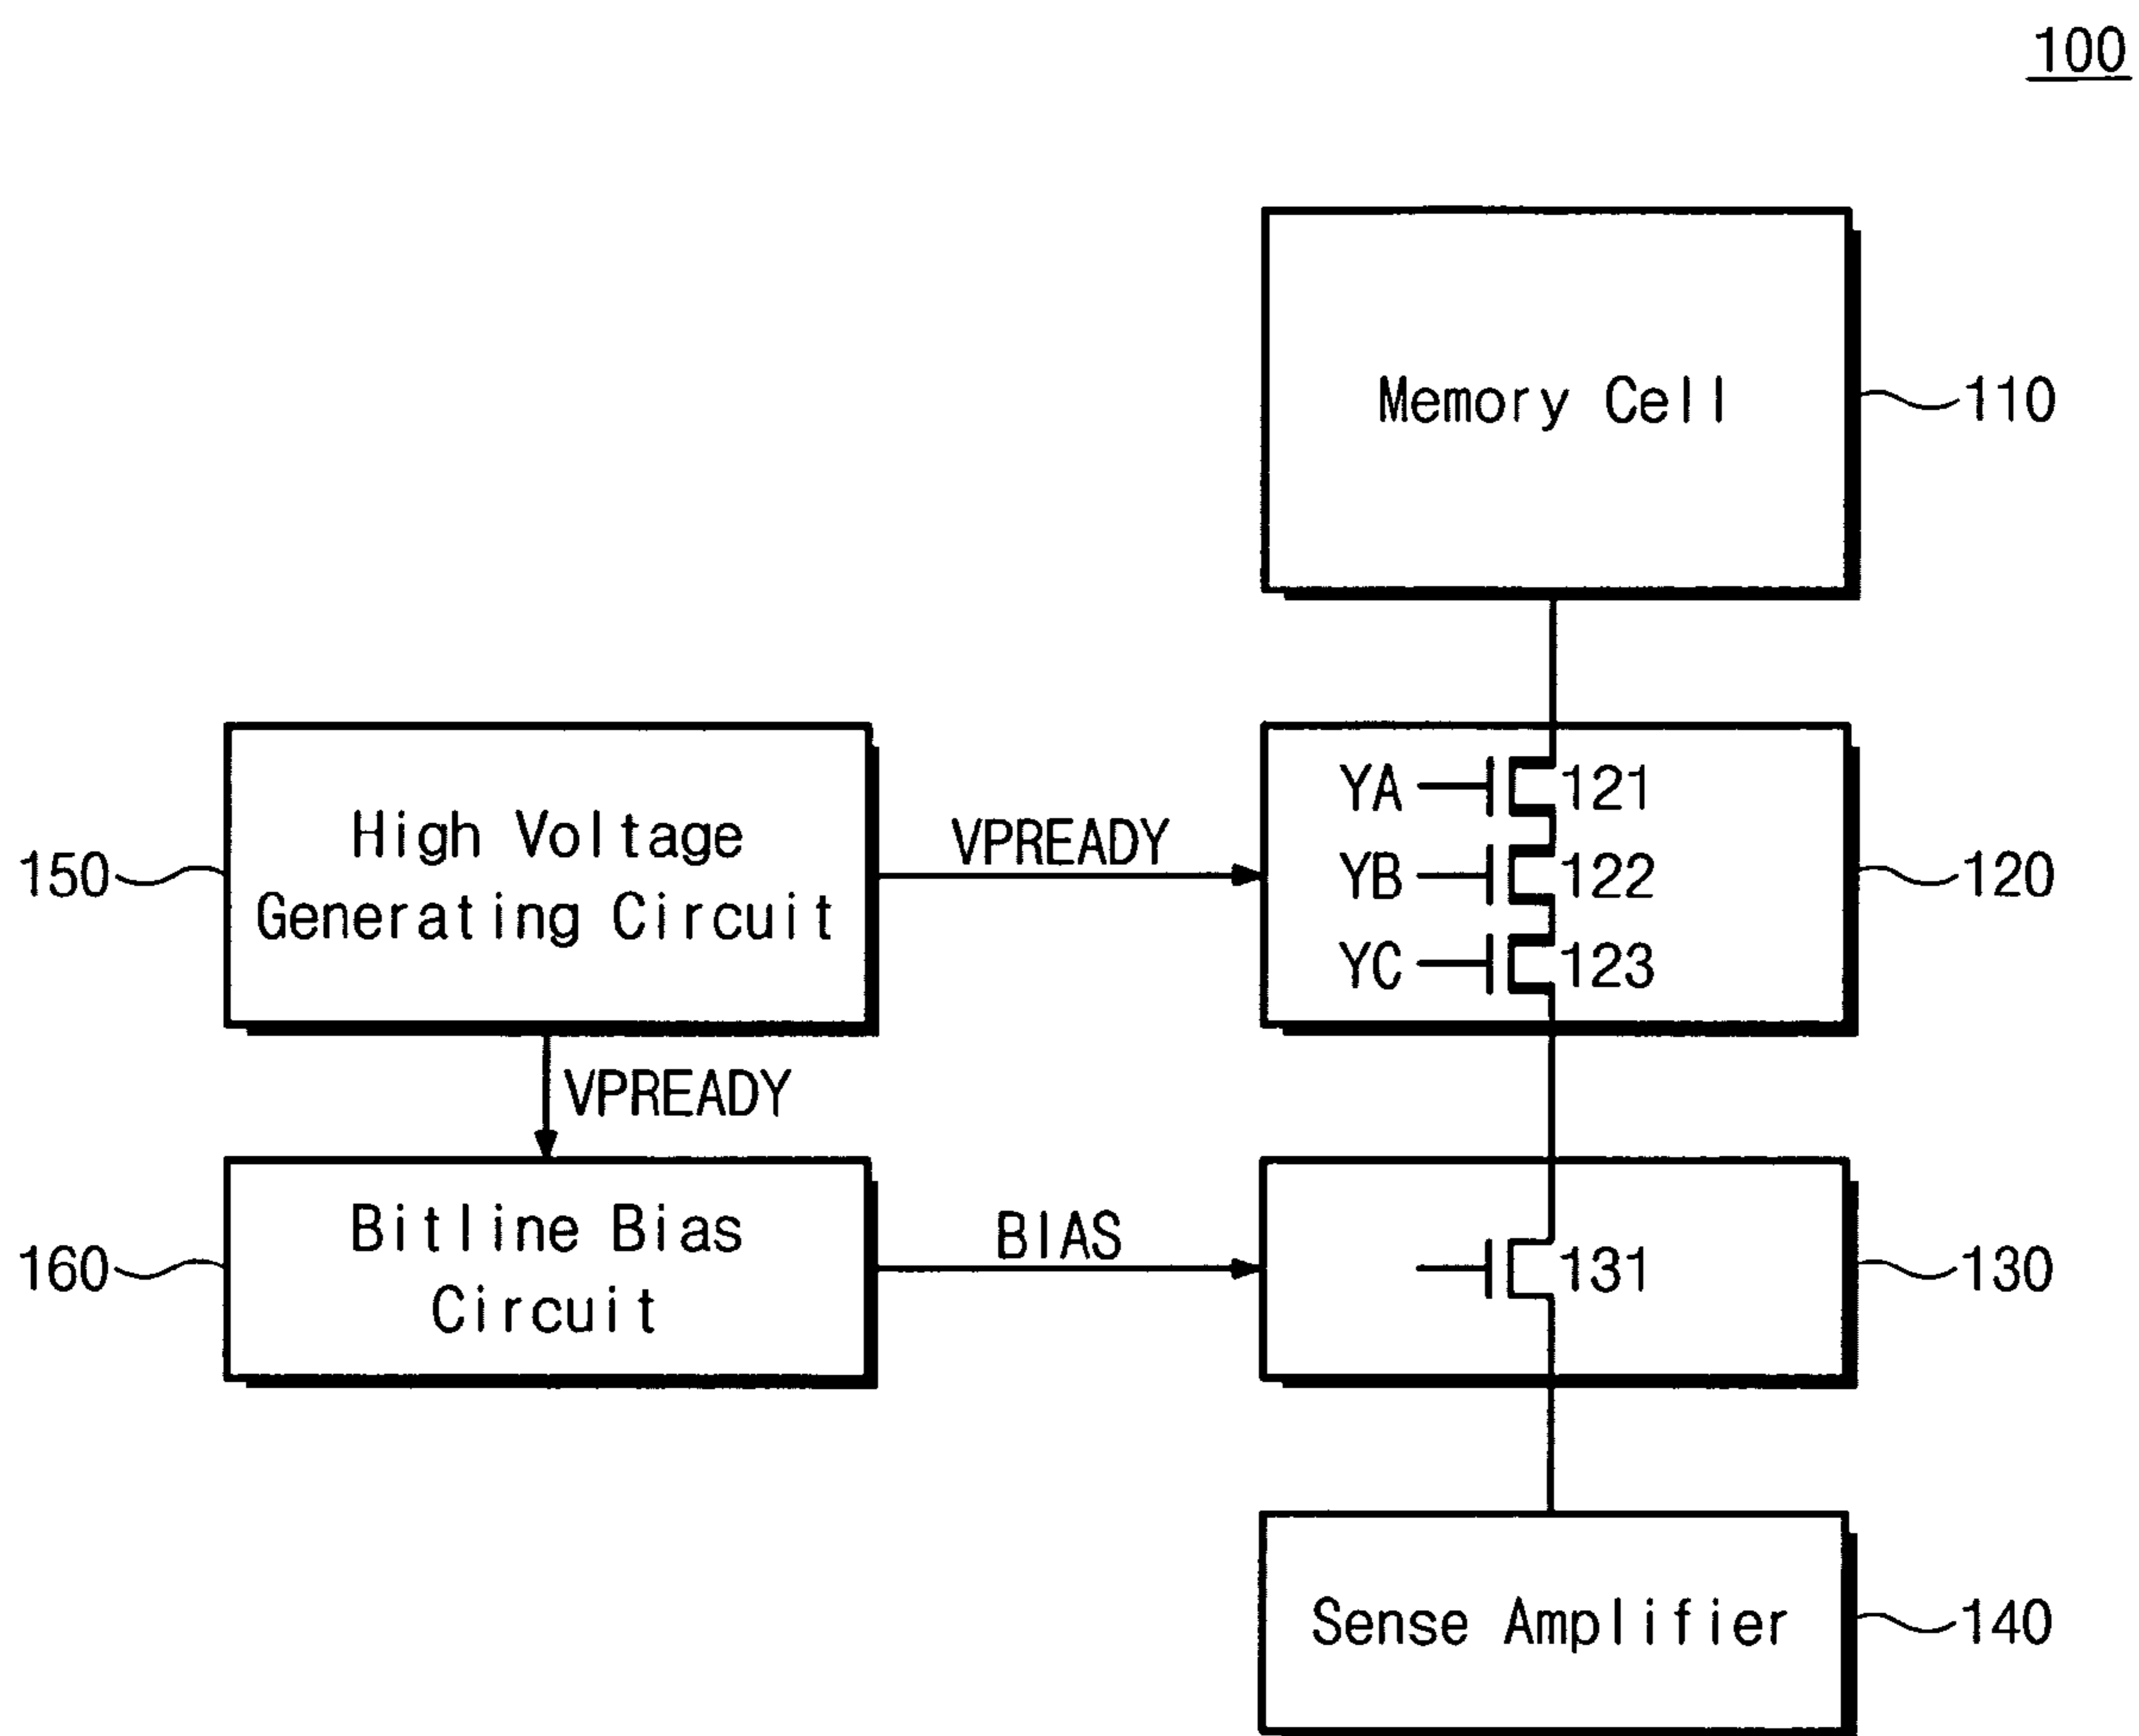 100
Memory Cell
110
High Voltage
Generating Circuit
150
VPREADY
YA
121
YB
122
YC
123
120
VPREADY
Bitline Bias
Circuit
160
BIAS
131
130
Sense Amplifier
140